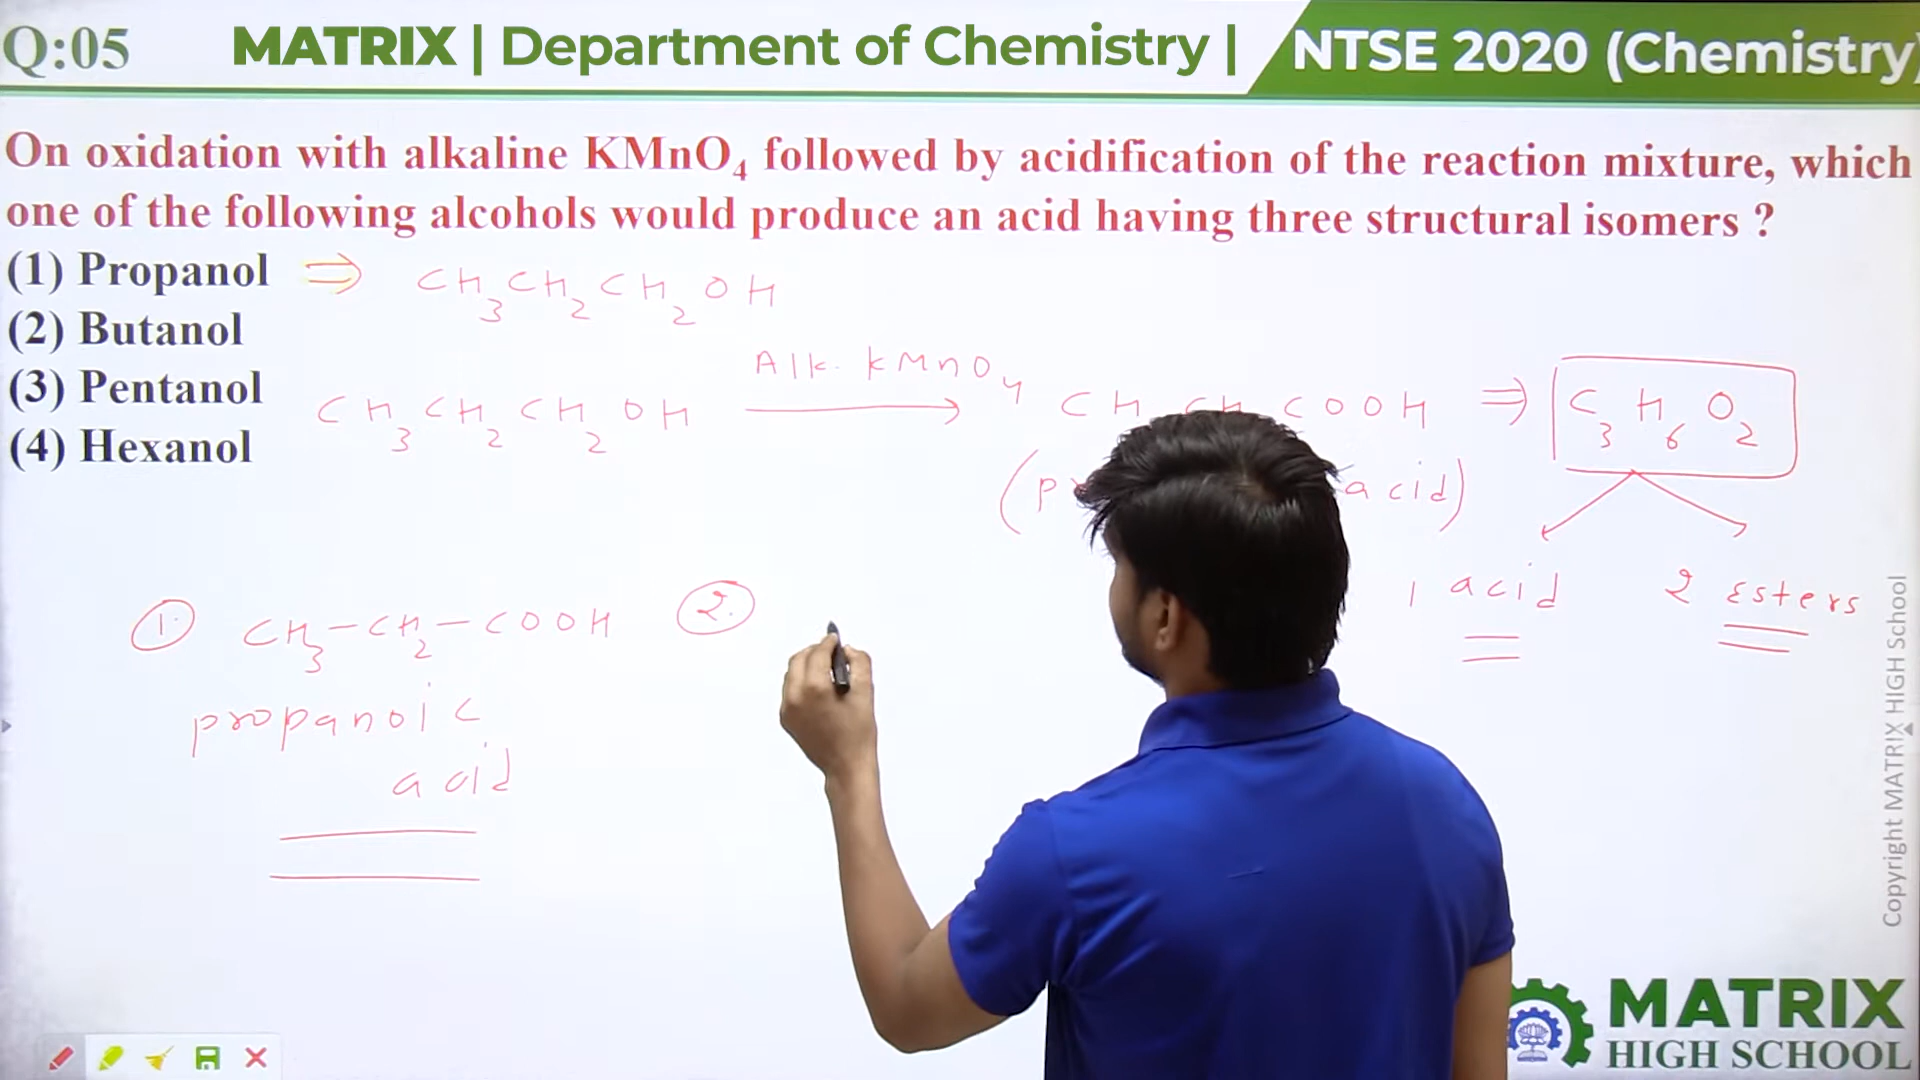 Q:05
MATRIX | Department of Chemistry |
NTSE 2020 (Chemistry)
On oxidation with alkaline KMnO₄ followed by acidification of the reaction mixture, which
one of the following alcohols would produce an acid having three structural isomers ?
(1) Propanol ⇒ CH₃CH₂CH₂OH
(2) Butanol
(3) Pentanol
(4) Hexanol
Alk. KMnO₄
CH₃CH₂CH₂OH → CH CH COOH ⇒ C₃H₆O₂
( acid)
1 acid
2 Esters
1. CH₃-CH₂-COOH
2.
propanoic
acid
Copyright MATRIX HIGH School
MATRIX
HIGH SCHOOL